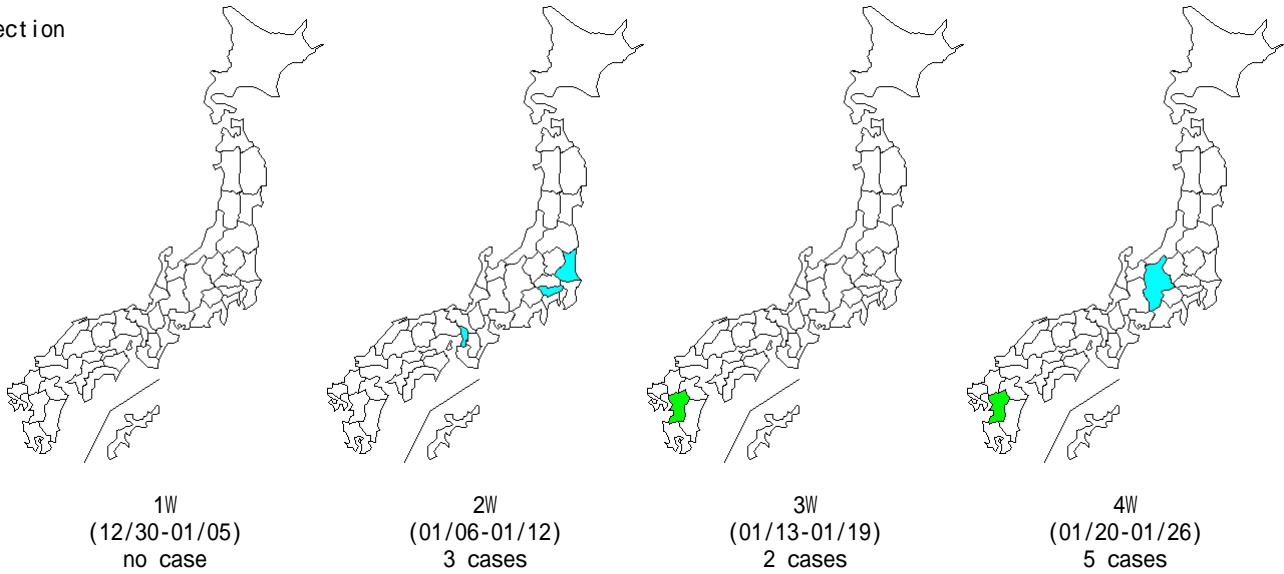 ection
1W
(12/30-01/05)
no case
2W
(01/06-01/12)
3 cases
3W
(01/13-01/19)
2 cases
4W
(01/20-01/26)
5 cases